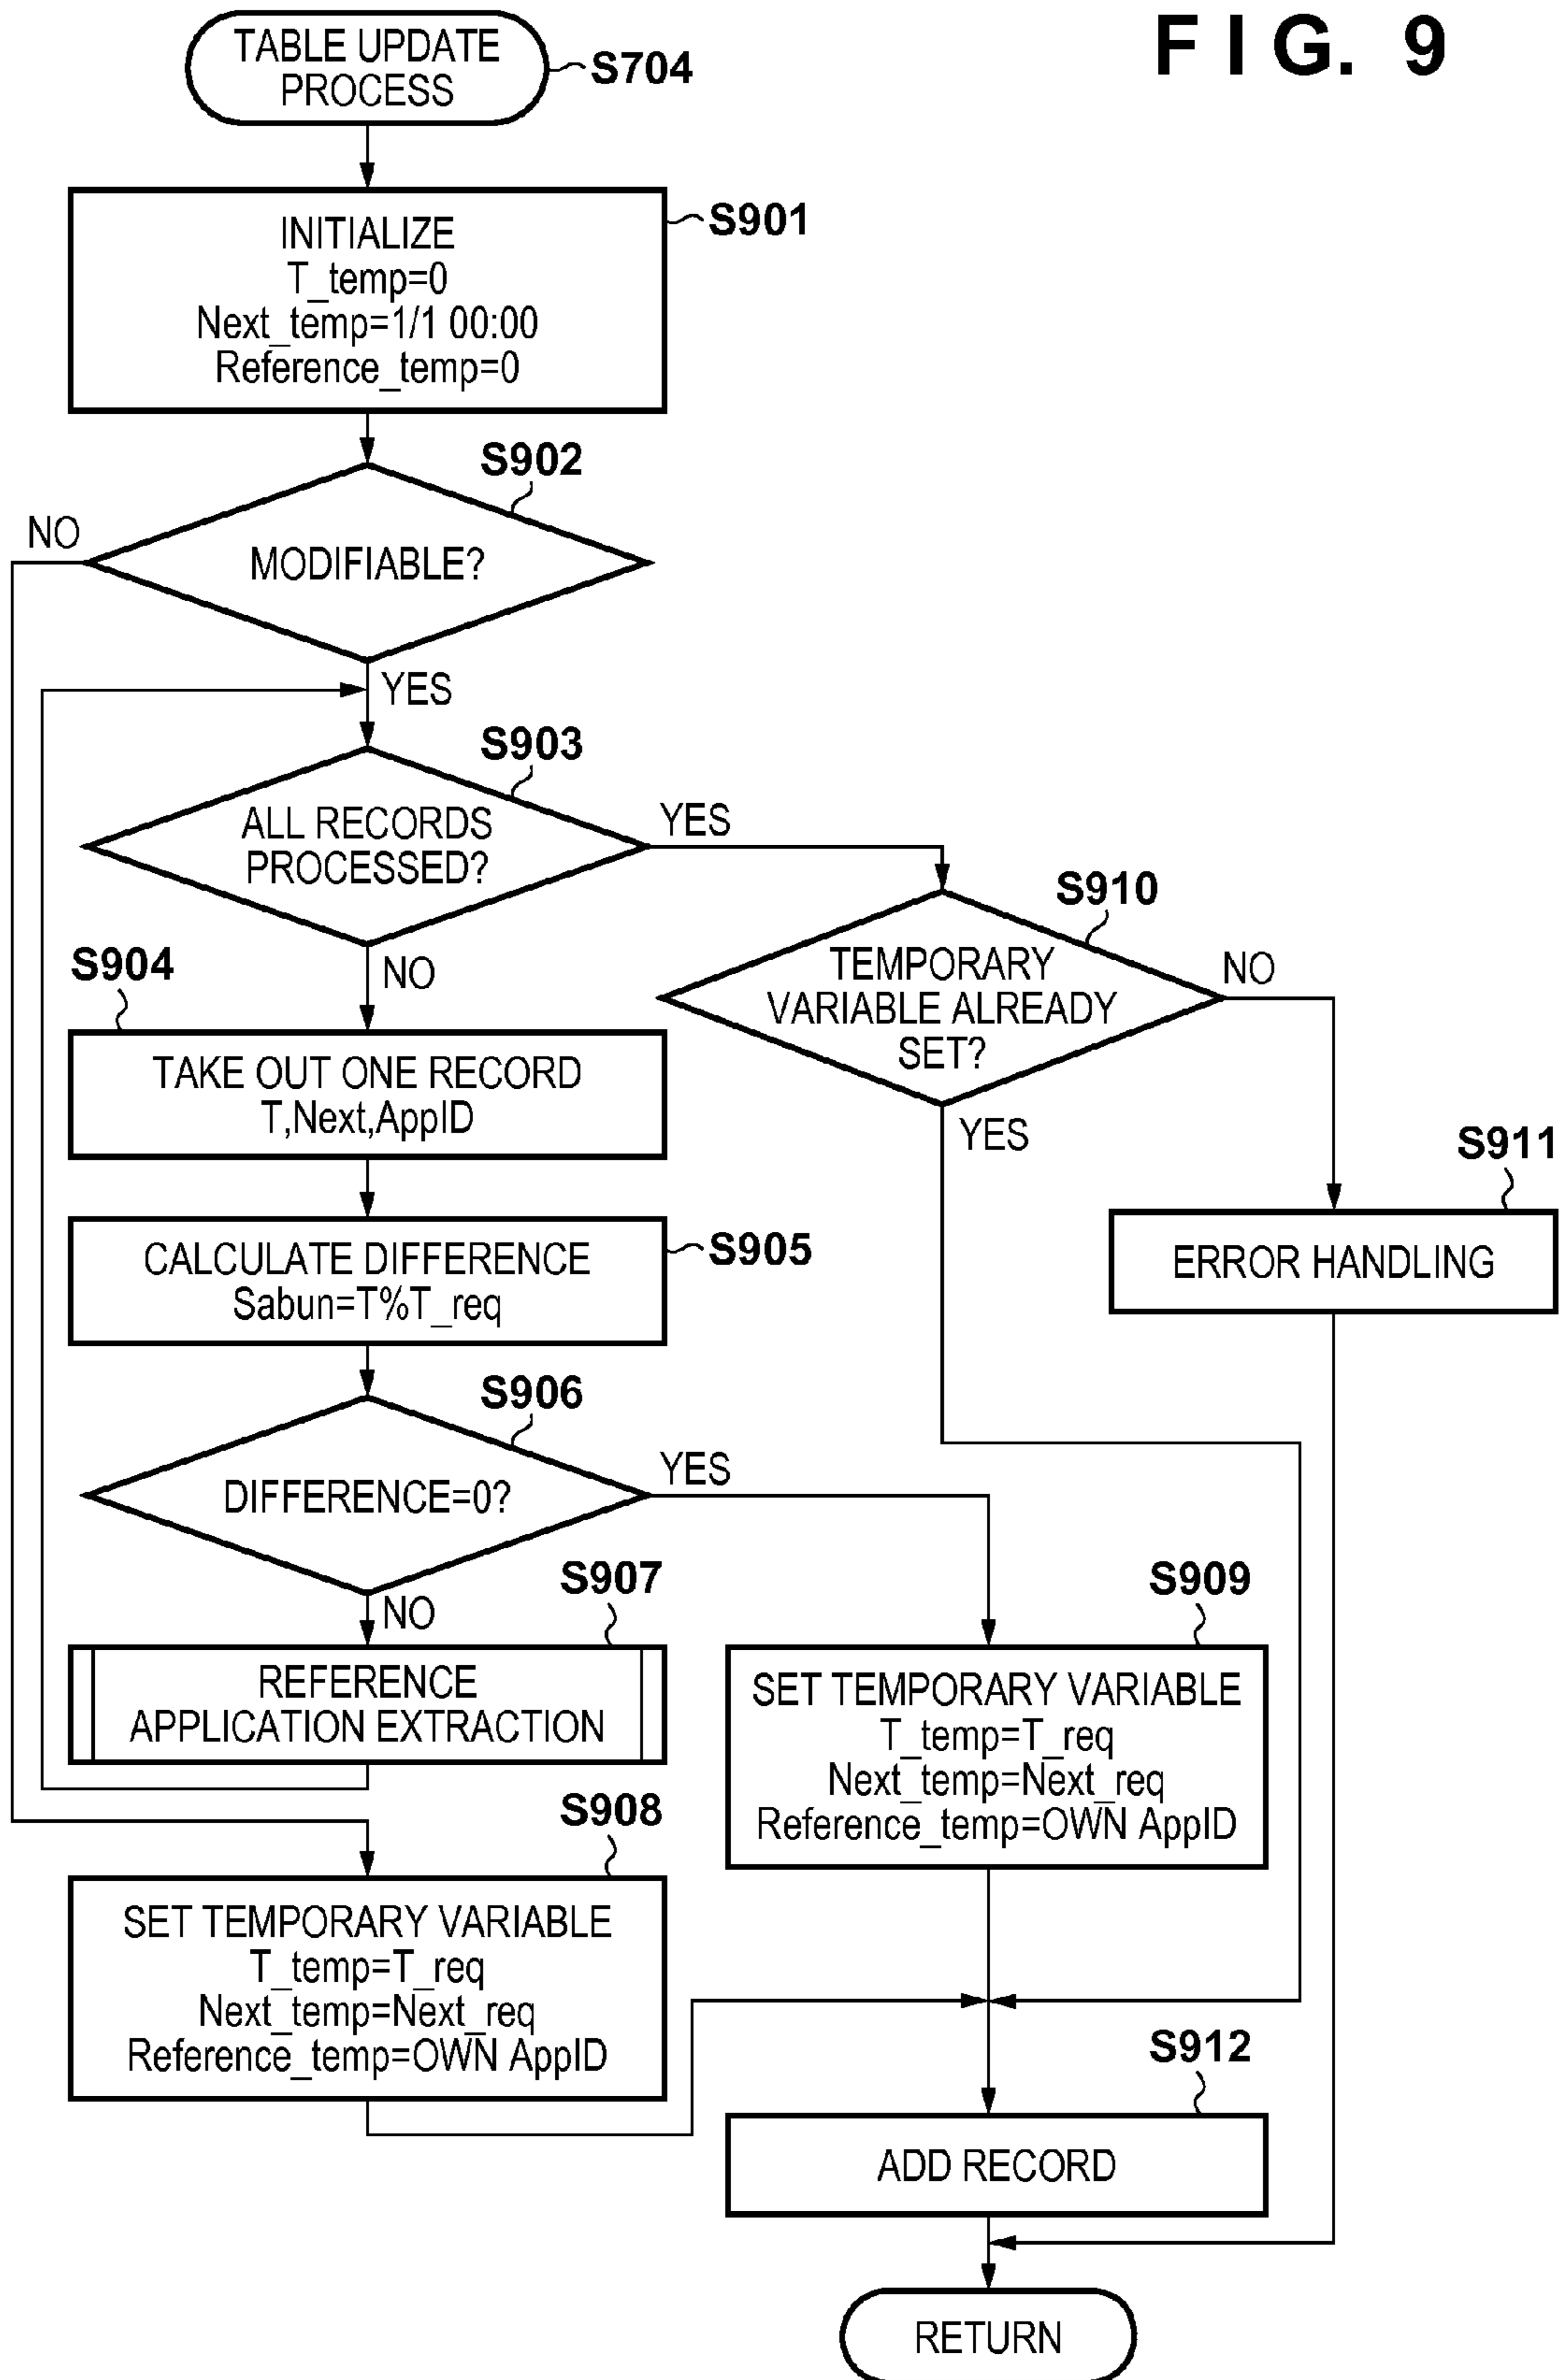 FIG. 9
TABLE UPDATE
PROCESS
S704
INITIALIZE
T_temp=0
Next_temp=1/1 00:00
Reference_temp=0
S901
S902
NO
MODIFIABLE?
YES
S903
ALL RECORDS
PROCESSED?
YES
NO
S910
TEMPORARY
VARIABLE ALREADY
SET?
NO
YES
S904
TAKE OUT ONE RECORD
T,Next,AppID
S911
ERROR HANDLING
CALCULATE DIFFERENCE
Sabun=T%T_req
S905
S906
DIFFERENCE=0?
YES
NO
S907
REFERENCE
APPLICATION EXTRACTION
S909
SET TEMPORARY VARIABLE
T_temp=T_req
Next_temp=Next_req
Reference_temp=OWN AppID
S908
SET TEMPORARY VARIABLE
T_temp=T_req
Next_temp=Next_req
Reference_temp=OWN AppID
S912
ADD RECORD
RETURN